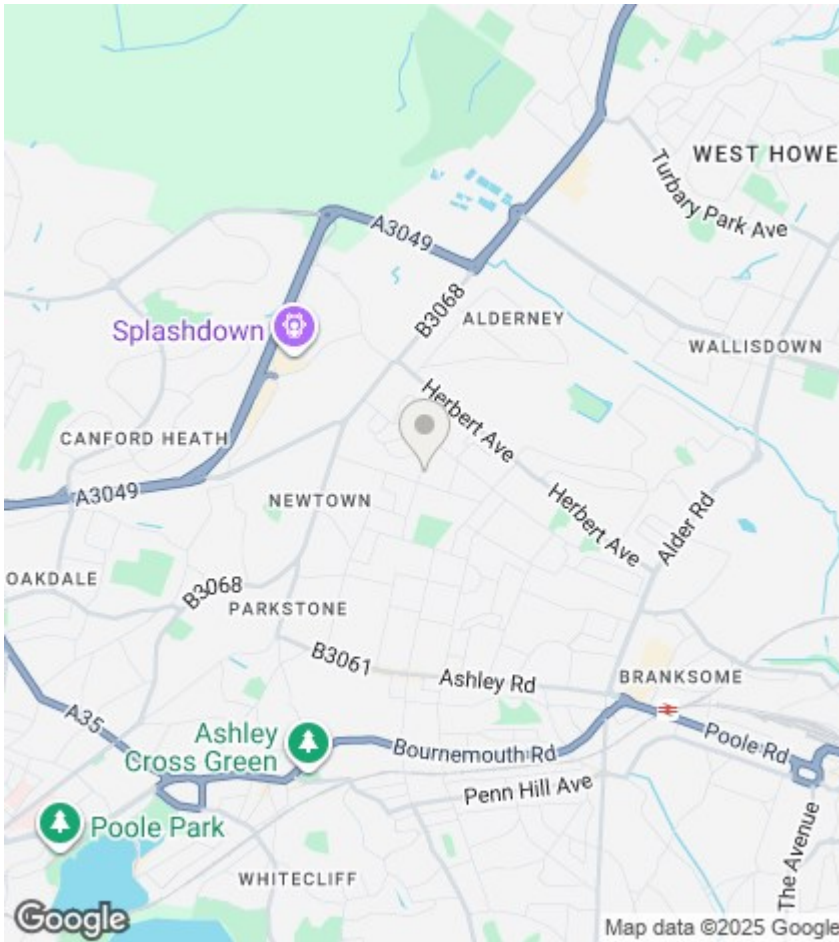 WEST HOWE
Turbary Park Ave
A3049
B3068
Splashdown
ALDERNEY
WALLISDOWN
Herbert Ave
CANFORD HEATH
A3049
NEWTOWN
Herbert Ave
Alder Rd
OAKDALE
B3068
PARKSTONE
B3061
Ashley Rd
BRANKSOME
A35
Ashley
Cross Green
Bournemouth Rd
Poole Rd
Penn Hill Ave
Poole Park
The Avenue
WHITECLIFF
Google
Map data ©2025 Google